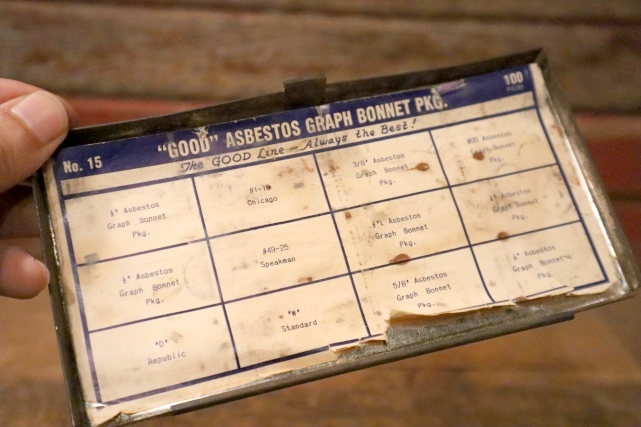 No. 15
"GOOD" ASBESTOS GRAPH BONNET PKG.
100
The GOOD Line - Always the Best!
Asbestos
Graph Bonnet
Pkg.
#1-19
Chicago
3/8" Asbestos
Graph Bonnet
Pkg.
#00 Asbestos
Graph Bonnet
Pkg.
Asbestos
Graph Bonnet
Pkg.
#49-25
Speakman
Asbestos
Graph Bonnet
Pkg.
Asbestos
Graph Bonnet
Pkg.
"D"
Republic
"W"
Standard
5/8" Asbestos
Graph Bonnet
Pkg.
Asbestos
Graph Bonnet
Pkg.